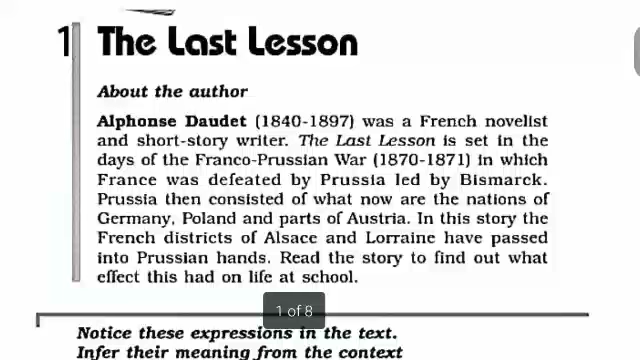 1 The Last Lesson
About the author
Alphonse Daudet (1840-1897) was a French novelist
and short-story writer. The Last Lesson is set in the
days of the Franco-Prussian War (1870-1871) in which
France was defeated by Prussia led by Bismarck.
Prussia then consisted of what now are the nations of
Germany, Poland and parts of Austria. In this story the
French districts of Alsace and Lorraine have passed
into Prussian hands. Read the story to find out what
effect this had on life at school.
1 of 8
Notice these expressions in the text.
Infer their meaning from the context